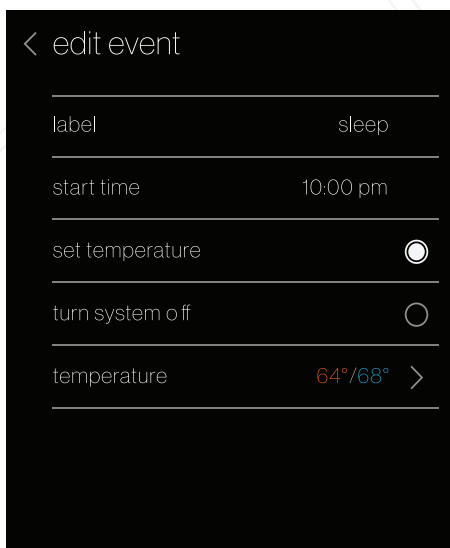 edit event
label sleep
start time 10:00 pm
set temperature
turn system off
temperature 64°/68°